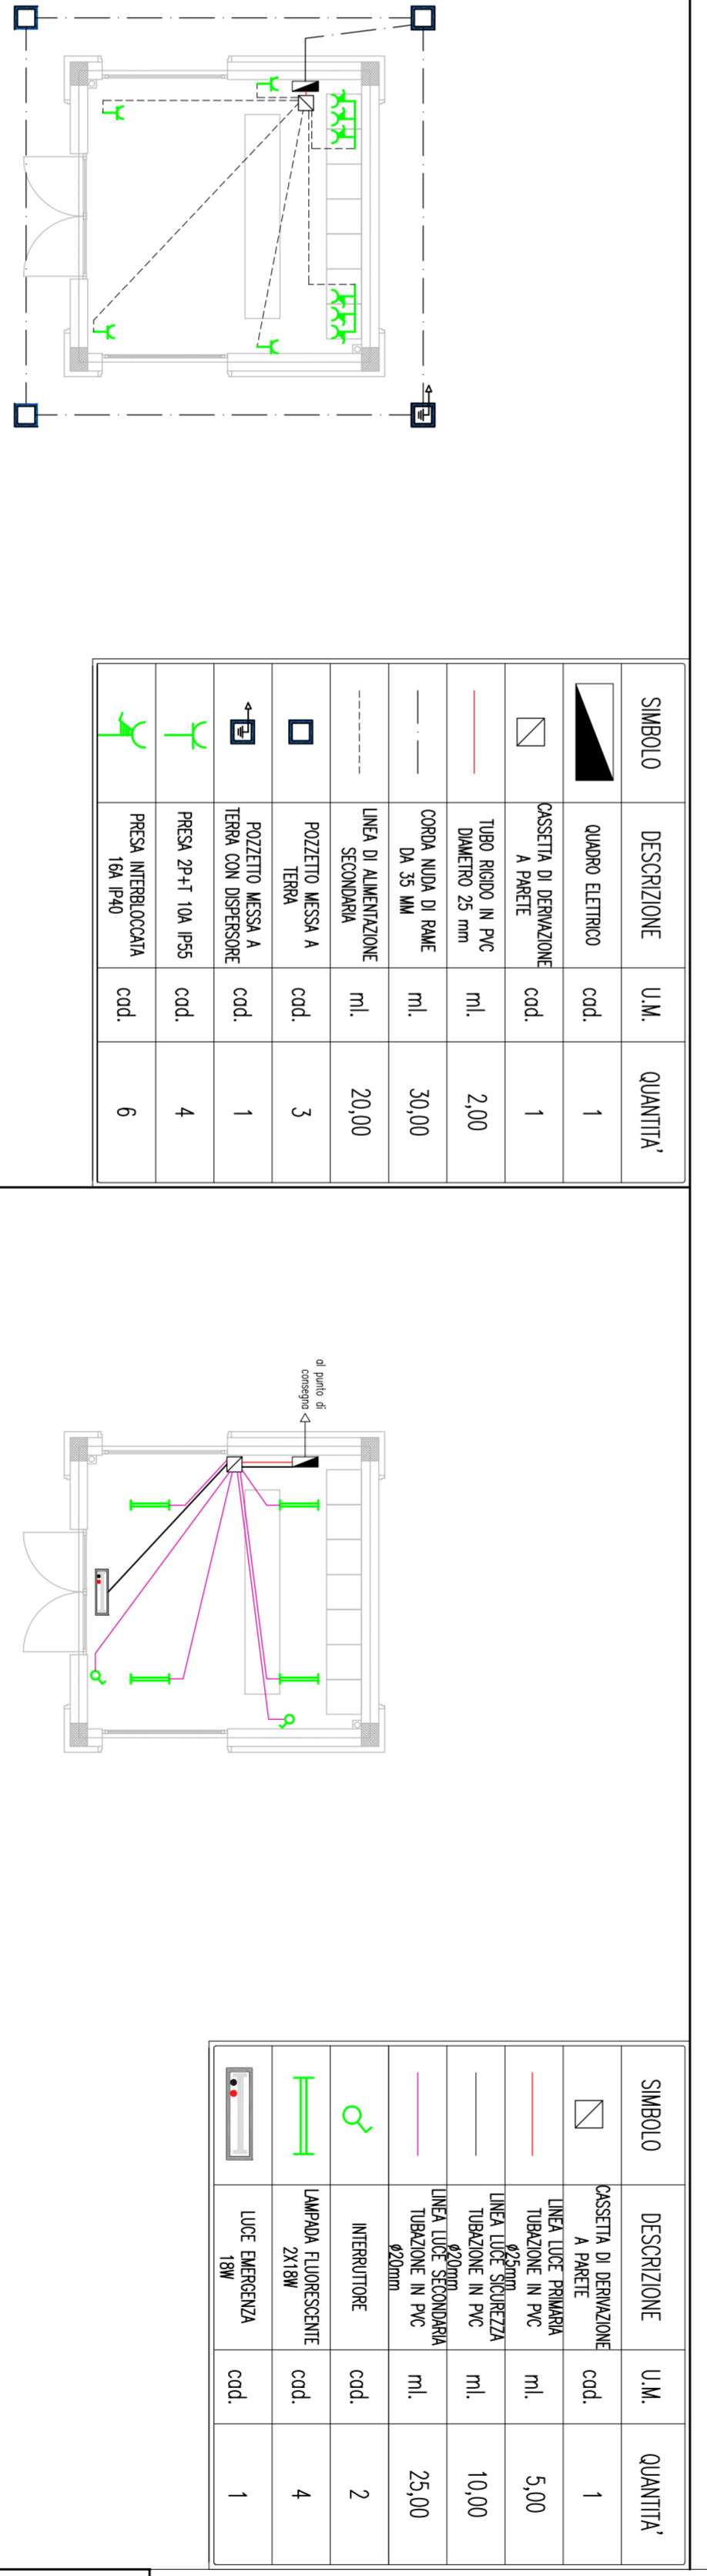 SIMBOLO
DESCRIZIONE
U.M.
QUANTITA'
QUADRO ELETTRICO
cad.
1
CASSETTA DI DERIVAZIONE
A PARETE
cad.
1
TUBO RIGIDO IN PVC
DIAMETRO 25 mm
ml.
2,00
CORDA NUDA DI RAME
DA 35 MM
ml.
30,00
LINEA DI ALIMENTAZIONE
SECONDARIA
ml.
20,00
POZZETTO MESSA A
TERRA
cad.
3
POZZETTO MESSA A
TERRA CON DISPERSORE
cad.
1
PRESA 2P+T 10A IP55
cad.
4
PRESA INTERBLOCCATA
16A IP40
cad.
6
al punto di
consegna
SIMBOLO
DESCRIZIONE
U.M.
QUANTITA'
CASSETTA DI DERIVAZIONE
A PARETE
cad.
1
LINEA LUCE PRIMARIA
TUBAZIONE IN PVC
ø25mm
ml.
5,00
LINEA LUCE SICUREZZA
TUBAZIONE IN PVC
ø20mm
ml.
10,00
LINEA LUCE SECONDARIA
TUBAZIONE IN PVC
ø20mm
ml.
25,00
INTERRUTTORE
cad.
2
LAMPADA FLUORESCENTE
2X18W
cad.
4
LUCE EMERGENZA
18W
cad.
1